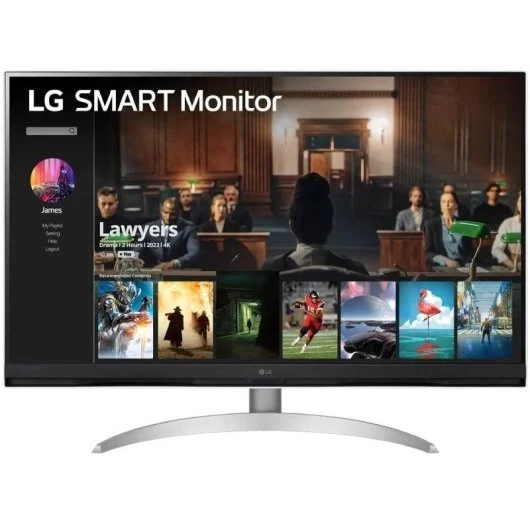 LG SMART Monitor
James
My Playlist
Setting
Help
Logout
Lawyers
Drama | 2 Hours | 2022 | 4K
Recommended Contents
LG